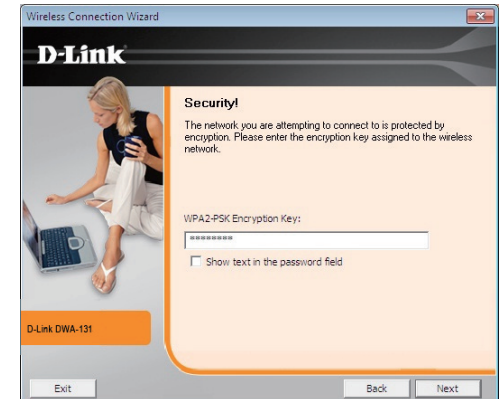 Wireless Connection Wizard
D-Link
Security!
The network you are attempting to connect to is protected by
encryption. Please enter the encryption key assigned to the wireless
network.
WPA2-PSK Encryption Key:
********
Show text in the password field
D-Link DWA-131
Exit
Back
Next